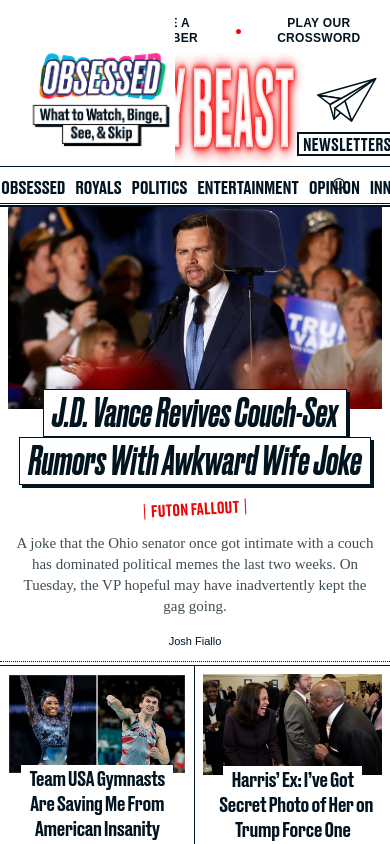 E A
BER
PLAY OUR
CROSSWORD
OBSESSED
What to Watch, Binge,
See, & Skip
Y BEAST
NEWSLETTERS
OBSESSED ROYALS POLITICS ENTERTAINMENT OPINION INN
TRUM
J.D. Vance Revives Couch-Sex
Rumors With Awkward Wife Joke
FUTON FALLOUT
A joke that the Ohio senator once got intimate with a couch
has dominated political memes the last two weeks. On
Tuesday, the VP hopeful may have inadvertently kept the
gag going.
Josh Fiallo
Team USA Gymnasts
Are Saving Me From
American Insanity
Harris’ Ex: I’ve Got
Secret Photo of Her on
Trump Force One